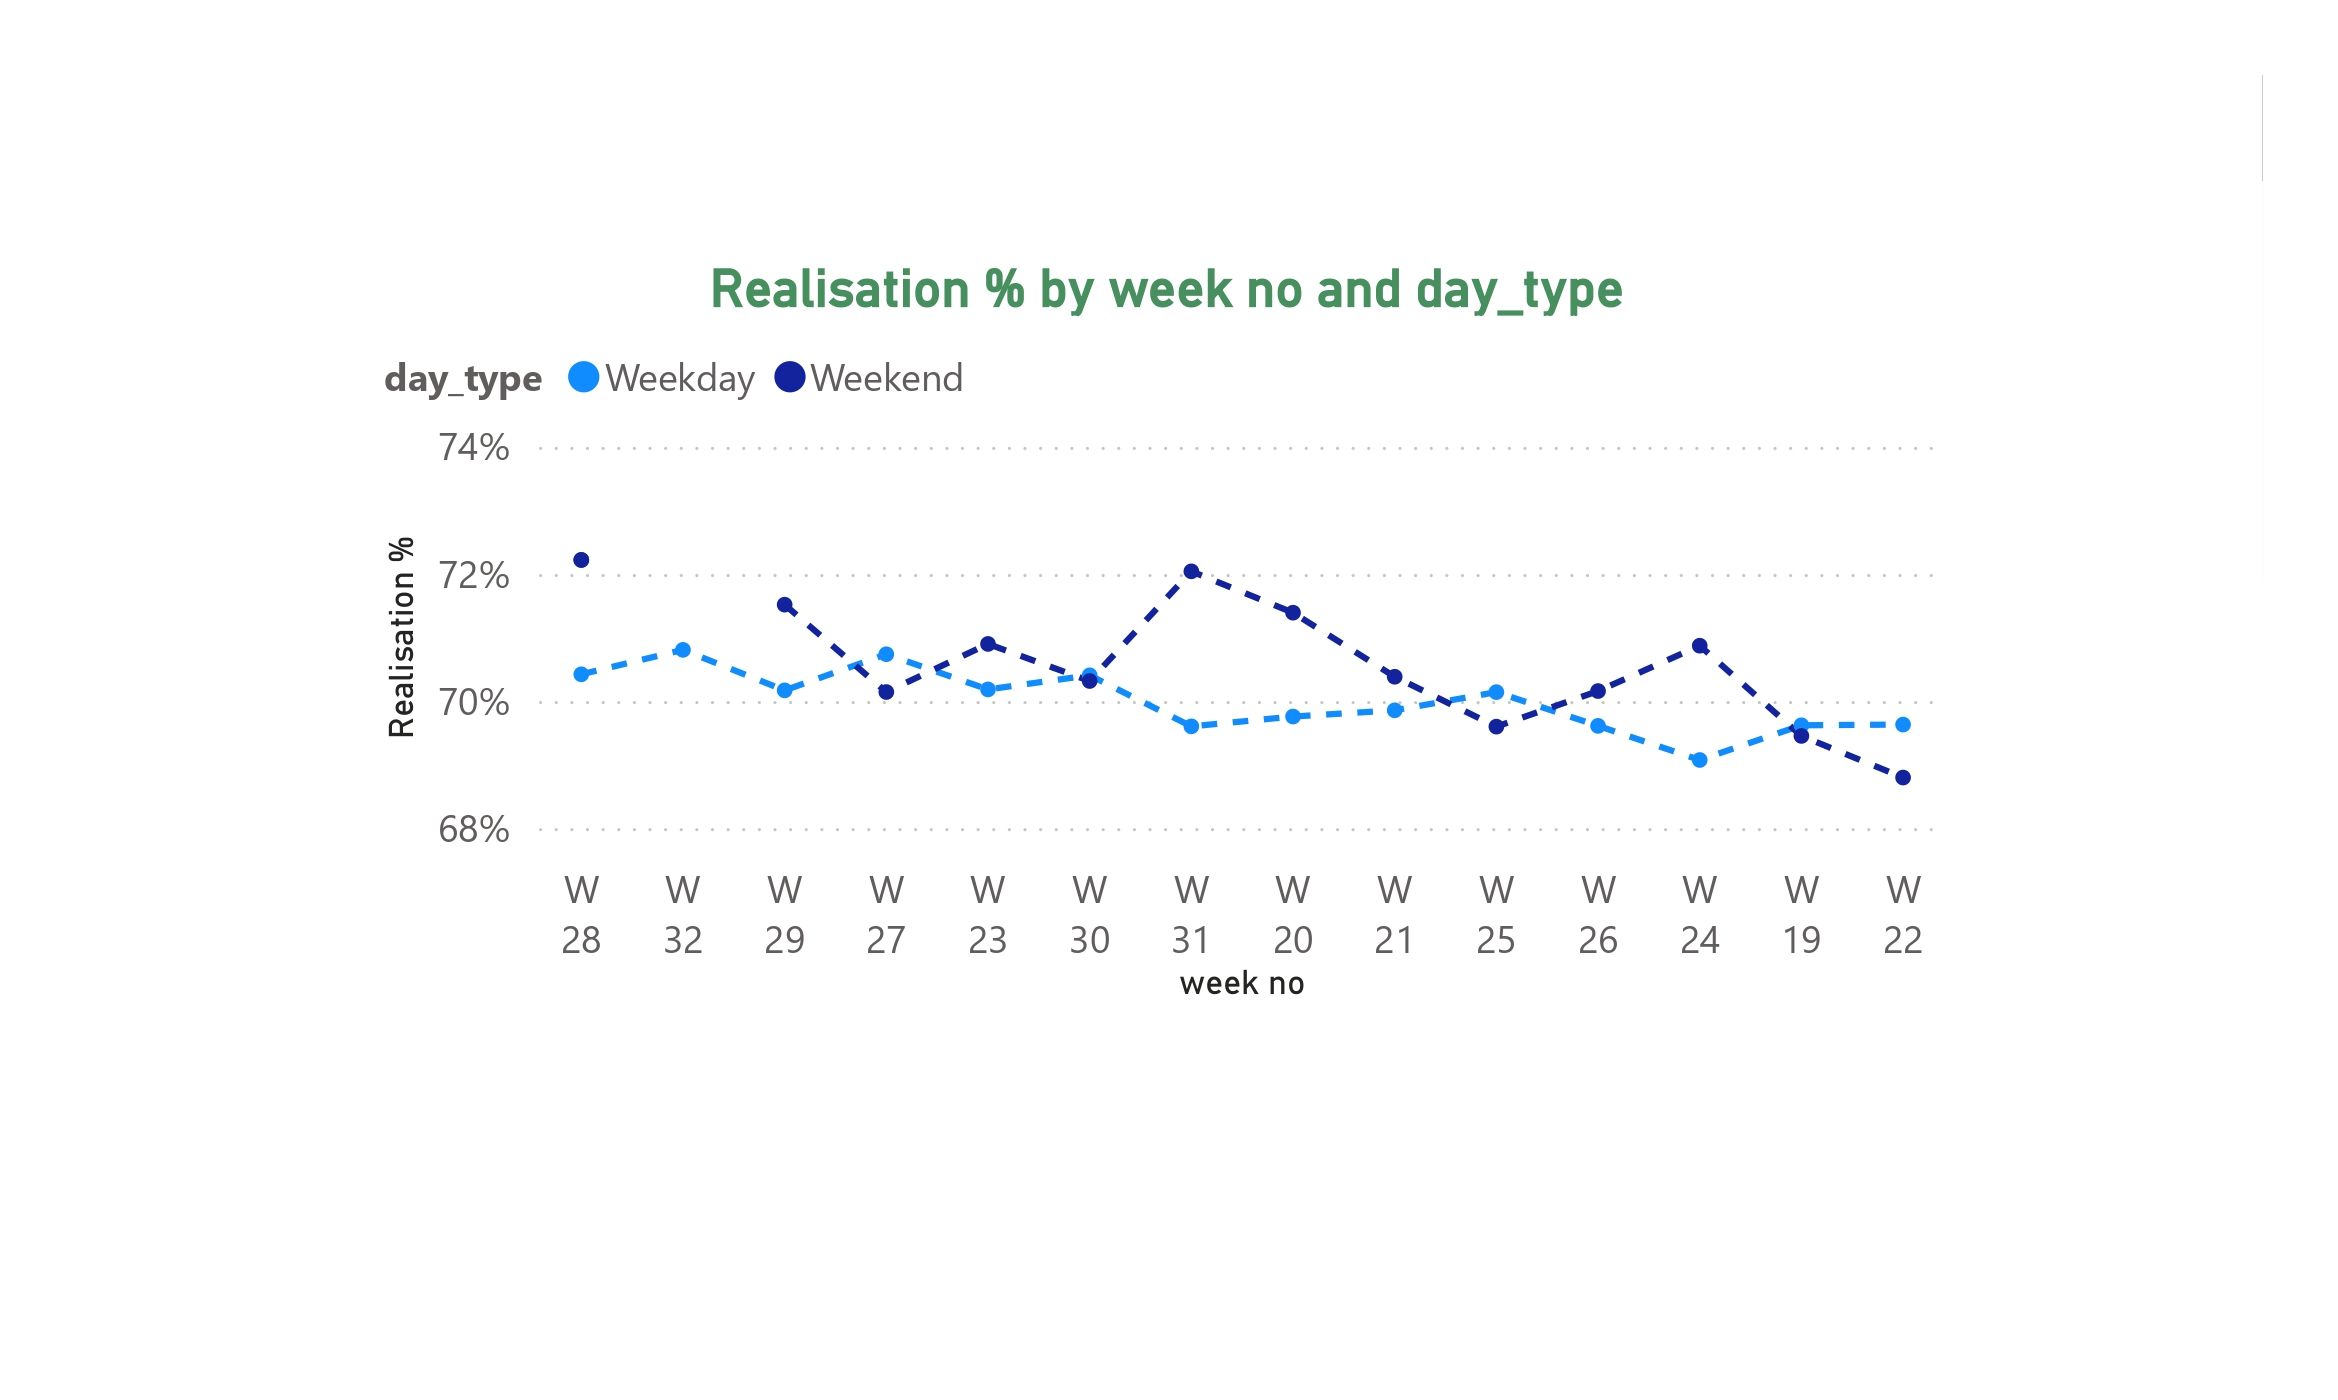 Realisation % by week no and day_type
day_type Weekday Weekend
74%
72%
70%
68%
Realisation %
W W W W W W W W W W W W W W
28 32 29 27 23 30 31 20 21 25 26 24 19 22
week no